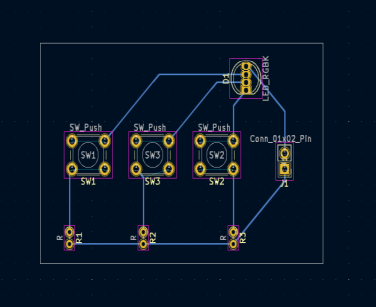 D1
LED_RGBK
SW_Push
SW_Push
SW_Push
Conn_01x02_Pin
SW1
SW3
SW2
SW1
SW3
SW2
J1
R
R1
R
R2
R
R3